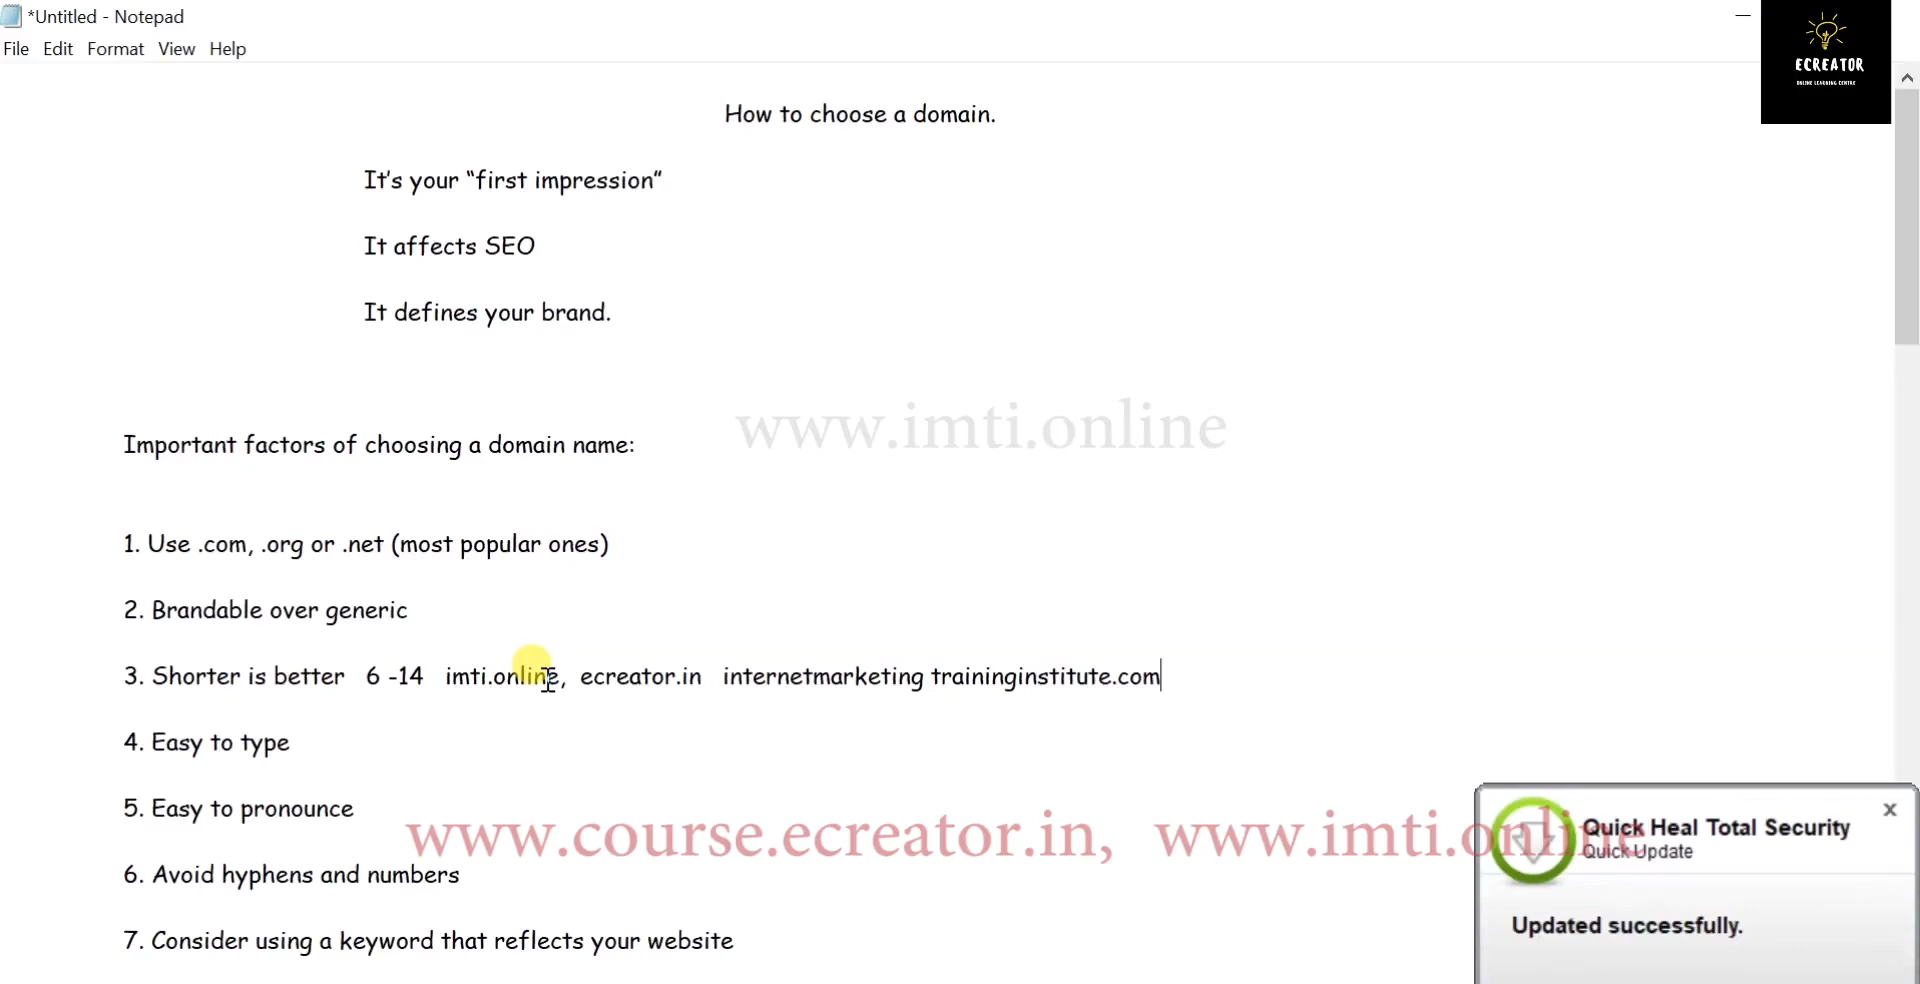 *Untitled - Notepad
File Edit Format View Help
ECREATOR
ONLINE LEARNING CENTRE
How to choose a domain.
It's your “first impression”
It affects SEO
It defines your brand.
www.imti.online
Important factors of choosing a domain name:
1. Use .com, .org or .net (most popular ones)
2. Brandable over generic
3. Shorter is better 6 -14 imti.online, ecreator.in internetmarketing traininginstitute.com
4. Easy to type
5. Easy to pronounce
www.course.ecreator.in, www.imti.online
6. Avoid hyphens and numbers
7. Consider using a keyword that reflects your website
Quick Heal Total Security
Quick Update
Updated successfully.